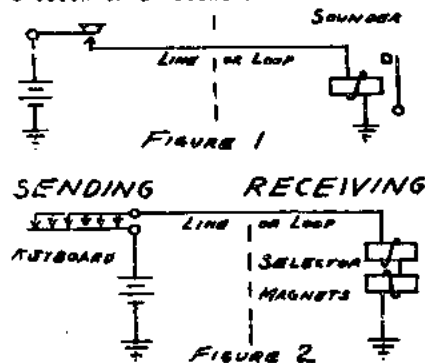 SOUNDER
LINE OR LOOP
FIGURE 1
SENDING RECEIVING
LINE OR LOOP
KEYBOARD
SELECTOR
MAGNETS
FIGURE 2